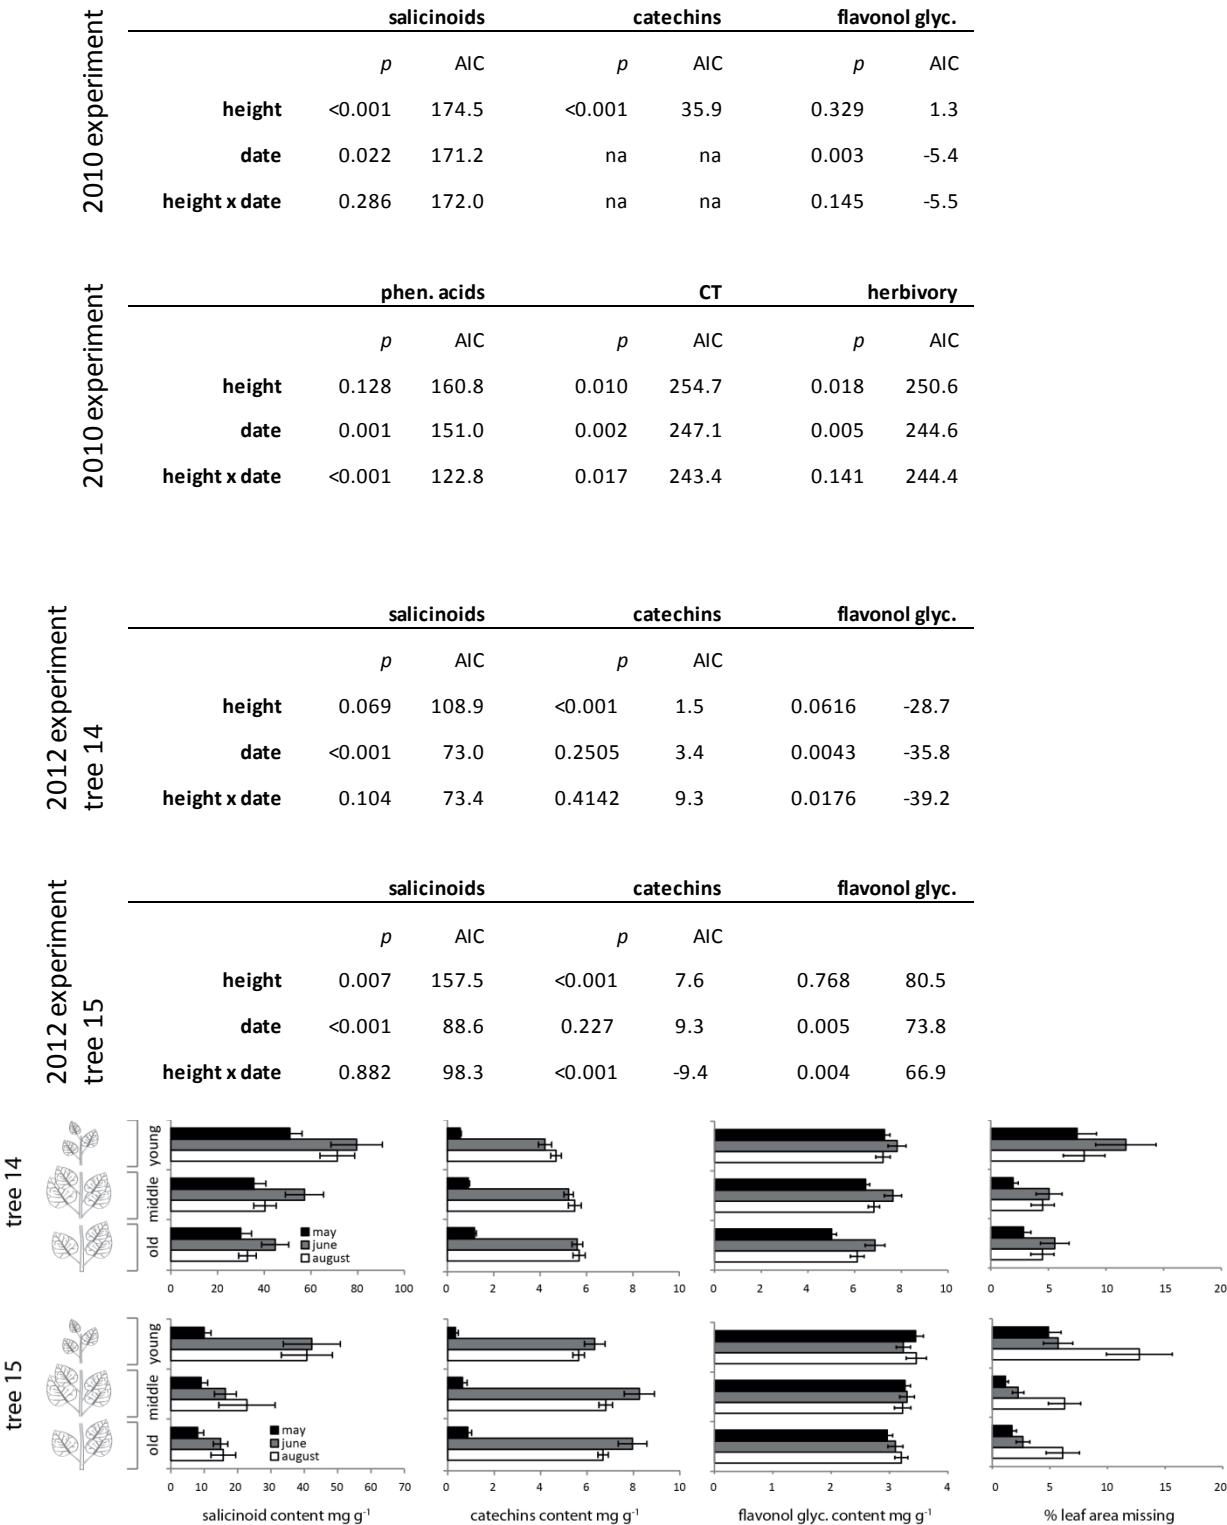 2010 experiment
salicinoids catechins flavonol glyc.
p AIC p AIC p AIC
height <0.001 174.5 <0.001 35.9 0.329 1.3
date 0.022 171.2 na na 0.003 -5.4
height x date 0.286 172.0 na na 0.145 -5.5
2010 experiment
phen. acids CT herbivory
p AIC p AIC p AIC
height 0.128 160.8 0.010 254.7 0.018 250.6
date 0.001 151.0 0.002 247.1 0.005 244.6
height x date <0.001 122.8 0.017 243.4 0.141 244.4
2012 experiment
tree 14
salicinoids catechins flavonol glyc.
p AIC p AIC
height 0.069 108.9 <0.001 1.5 0.0616 -28.7
date <0.001 73.0 0.2505 3.4 0.0043 -35.8
height x date 0.104 73.4 0.4142 9.3 0.0176 -39.2
2012 experiment
tree 15
salicinoids catechins flavonol glyc.
p AIC p AIC
height 0.007 157.5 <0.001 7.6 0.768 80.5
date <0.001 88.6 0.227 9.3 0.005 73.8
height x date 0.882 98.3 <0.001 -9.4 0.004 66.9
tree 14
young
middle
old
may
june
august
0 20 40 60 80 100
0 2 4 6 8 10
0 2 4 6 8 10
0 5 10 15 20
tree 15
young
middle
old
may
june
august
0 10 20 30 40 50 60 70
0 2 4 6 8 10
0 1 2 3 4
0 5 10 15 20
salicinoid content mg g⁻¹
catechins content mg g⁻¹
flavonol glyc. content mg g⁻¹
% leaf area missing